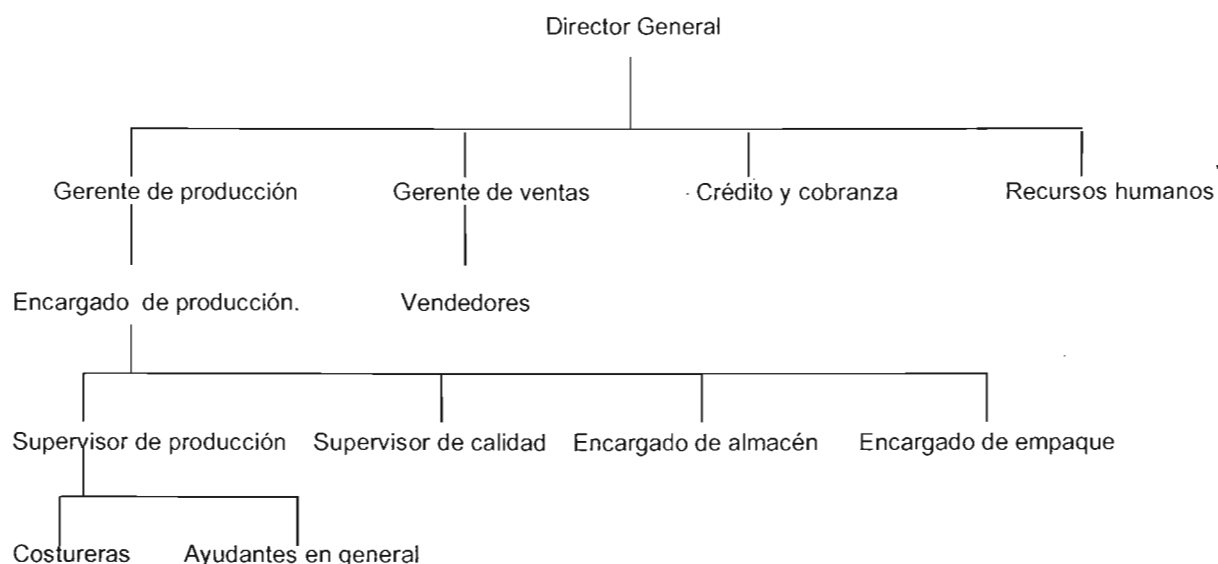 Director General
Gerente de producción Gerente de ventas Crédito y cobranza Recursos humanos
Encargado de producción. Vendedores
Supervisor de producción Supervisor de calidad Encargado de almacén Encargado de empaque
Costureras Ayudantes en general